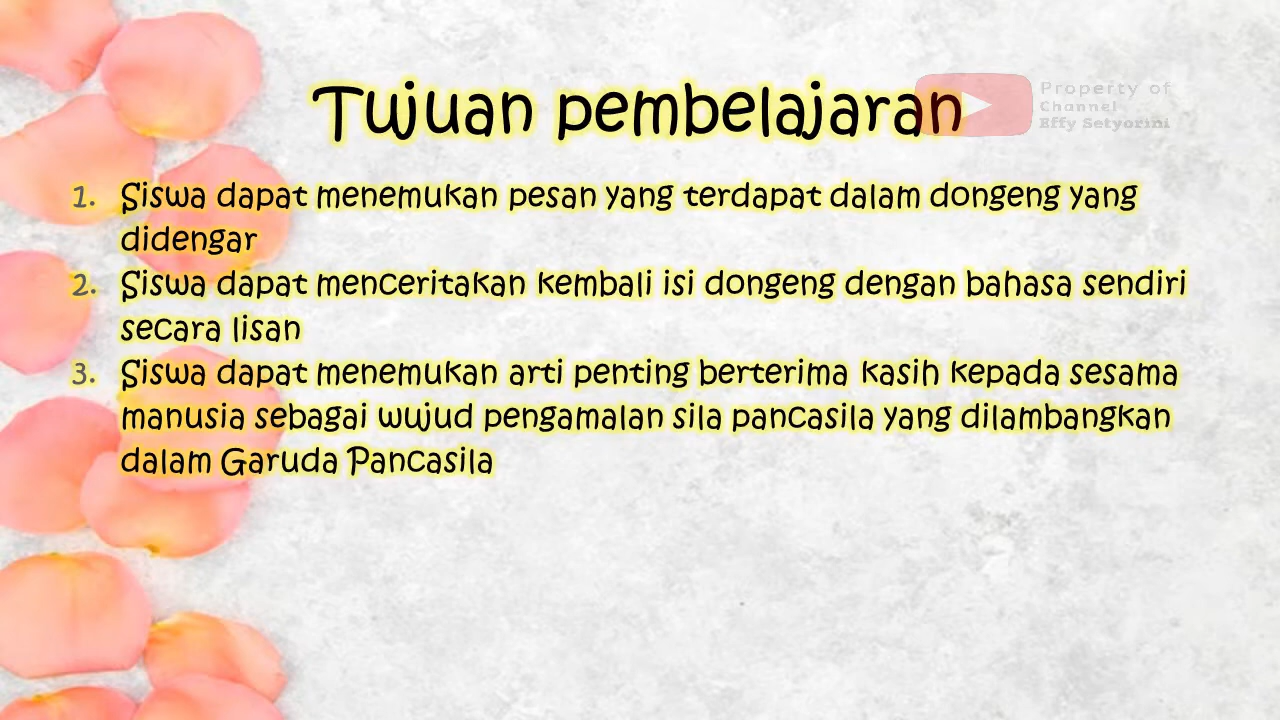 Tujuan pembelajaran
Property of
Channel
Effy Setyorini
1. Siswa dapat menemukan pesan yang terdapat dalam dongeng yang
didengar
2. Siswa dapat menceritakan kembali isi dongeng dengan bahasa sendiri
secara lisan
3. Siswa dapat menemukan arti penting berterima kasih kepada sesama
manusia sebagai wujud pengamalan sila pancasila yang dilambangkan
dalam Garuda Pancasila